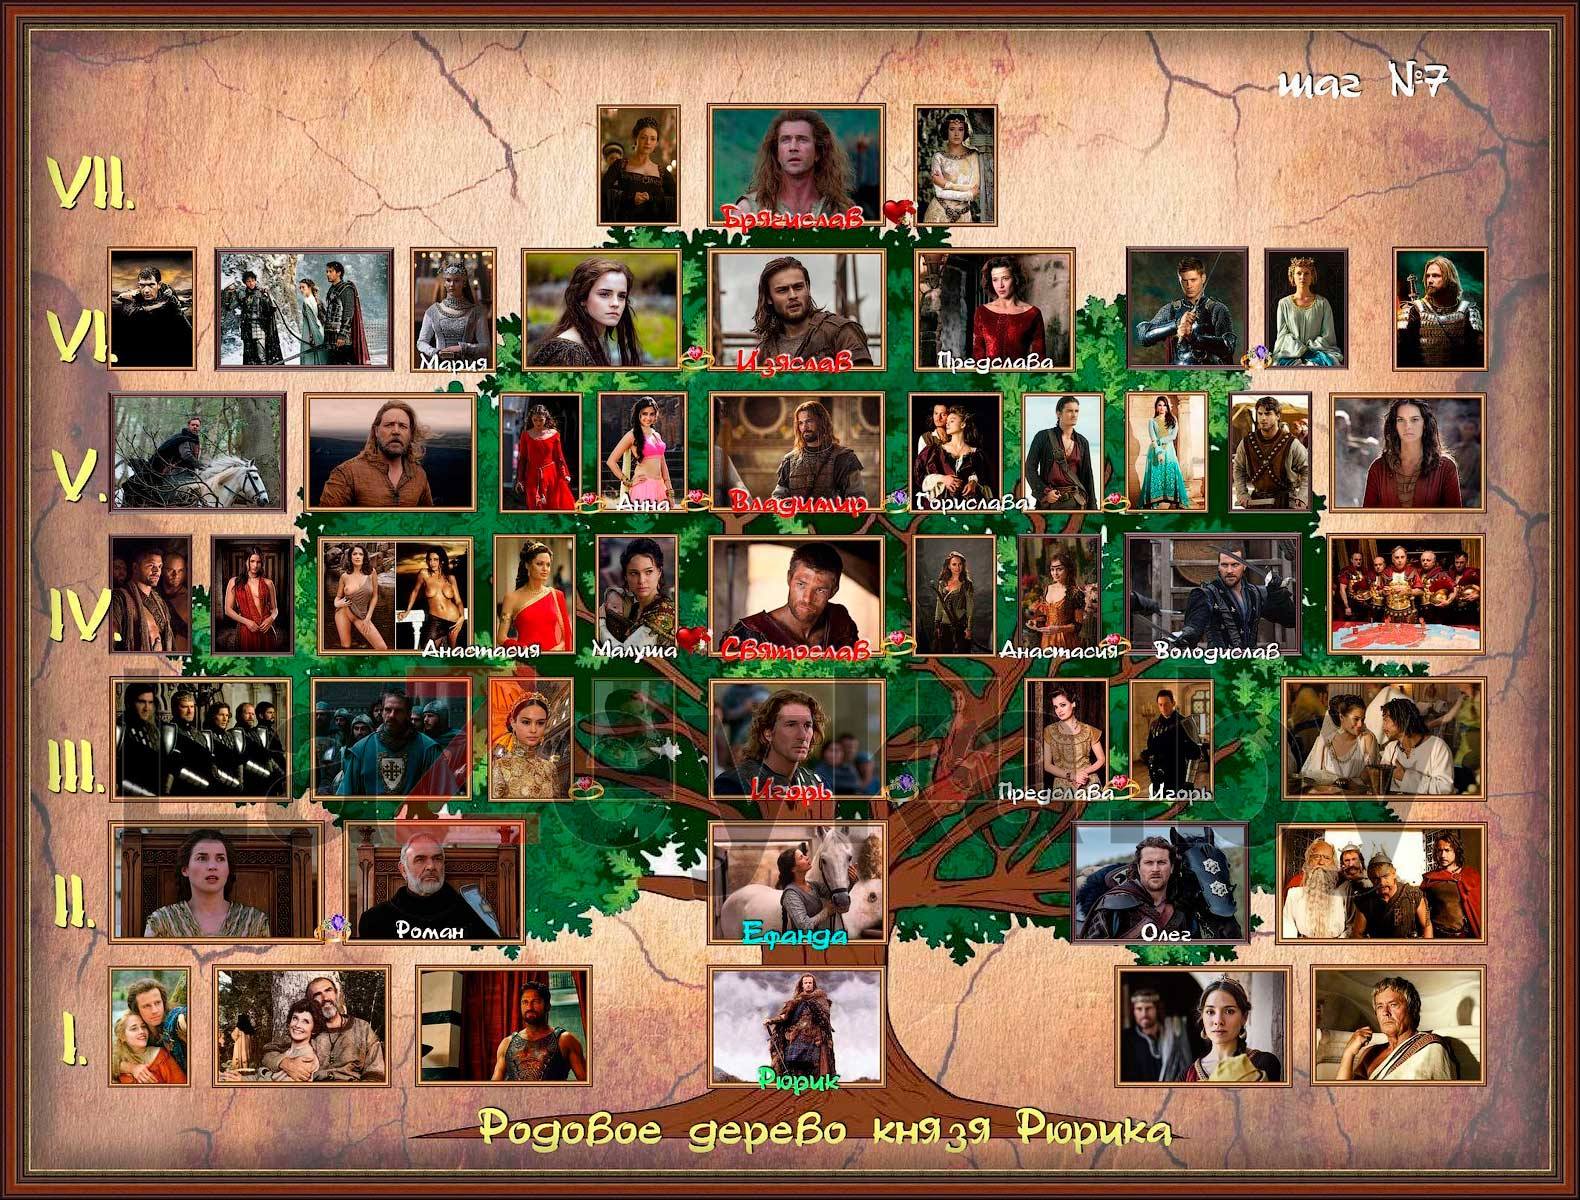 шаг №7
VII.
Брячислав
VI.
Мария
Изяслав
Предслава
V.
Анна
Владимир
Горислава
IV.
Анастасия
Малуша
Святослав
Анастасия
Володислав
III.
Игорь
Предслава
Игорь
II.
Роман
Ефанда
Олег
I.
Рюрик
Родовое дерево князя Рюрика